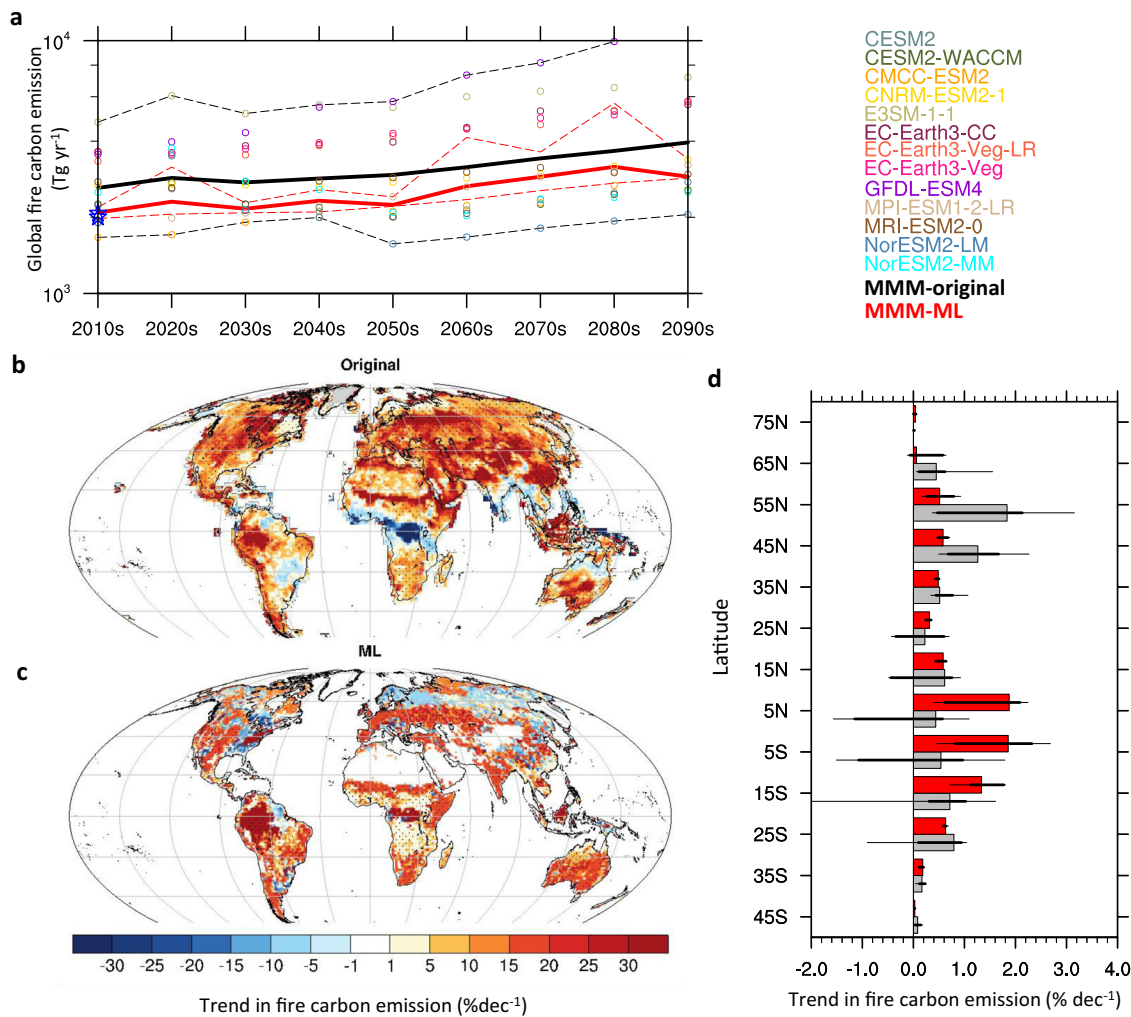 a
10⁴
10³
Global fire carbon emission
(Tg yr⁻¹)
2010s 2020s 2030s 2040s 2050s 2060s 2070s 2080s 2090s
CESM2
CESM2-WACCM
CMCC-ESM2
CNRM-ESM2-1
E3SM-1-1
EC-Earth3-CC
EC-Earth3-Veg-LR
EC-Earth3-Veg
GFDL-ESM4
MPI-ESM1-2-LR
MRI-ESM2-0
NorESM2-LM
NorESM2-MM
MMM-original
MMM-ML
b
Original
c
ML
-30 -25 -20 -15 -10 -5 -1 1 5 10 15 20 25 30 35
Trend in fire carbon emission (%dec⁻¹)
d
Latitude
75N
65N
55N
45N
35N
25N
15N
5N
5S
15S
25S
35S
45S
-2.0 -1.0 0.0 1.0 2.0 3.0 4.0
Trend in fire carbon emission (% dec⁻¹)